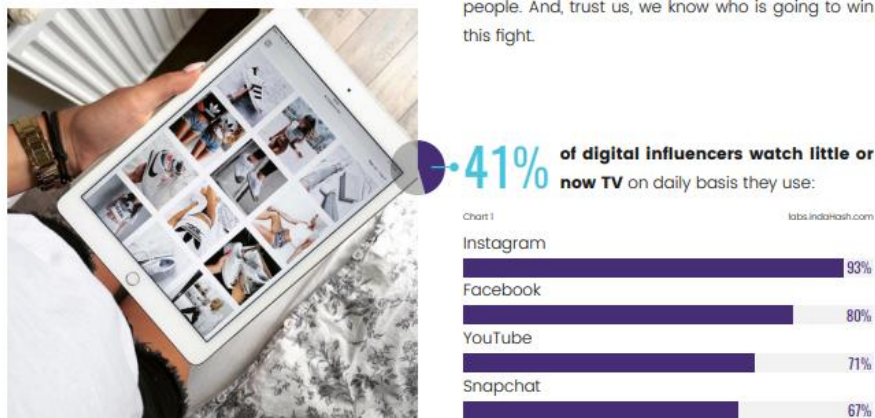 people. And, trust us, we know who is going to win
this fight.
41% of digital influencers watch little or
now TV on daily basis they use:
Chart 1 labs.indaHash.com
Instagram
93%
Facebook
80%
YouTube
71%
Snapchat
67%